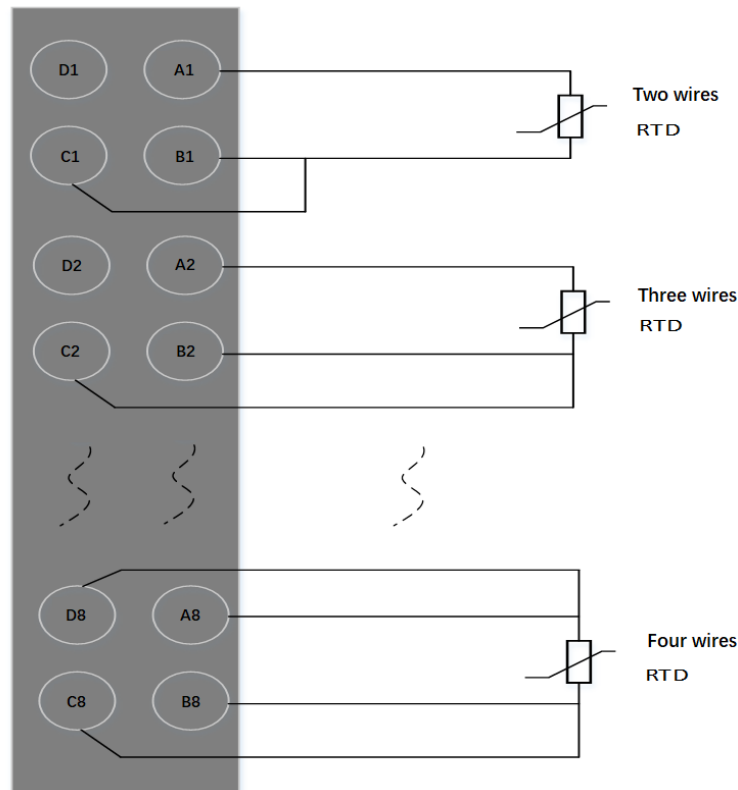 D1 A1
Two wires
RTD
C1 B1
D2 A2
Three wires
RTD
C2 B2
D8 A8
Four wires
RTD
C8 B8